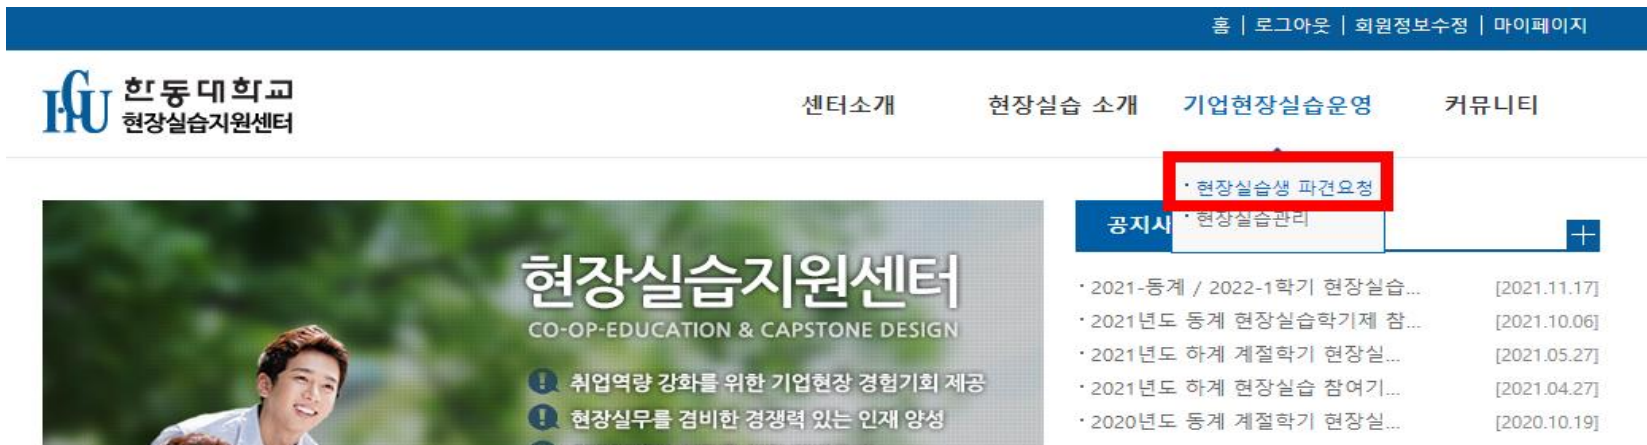 홈 | 로그아웃 | 회원정보수정 | 마이페이지
HGU 한동대학교
현장실습지원센터
센터소개 현장실습 소개 기업현장실습운영 커뮤니티
· 현장실습생 파견요청
· 현장실습관리
공지사
현장실습지원센터
CO-OP-EDUCATION & CAPSTONE DESIGN
취업역량 강화를 위한 기업현장 경험기회 제공
현장실무를 겸비한 경쟁력 있는 인재 양성
· 2021-동계 / 2022-1학기 현장실습... [2021.11.17]
· 2021년도 동계 현장실습학기제 참... [2021.10.06]
· 2021년도 하계 계절학기 현장실... [2021.05.27]
· 2021년도 하계 현장실습 참여기... [2021.04.27]
· 2020년도 동계 계절학기 현장실... [2020.10.19]